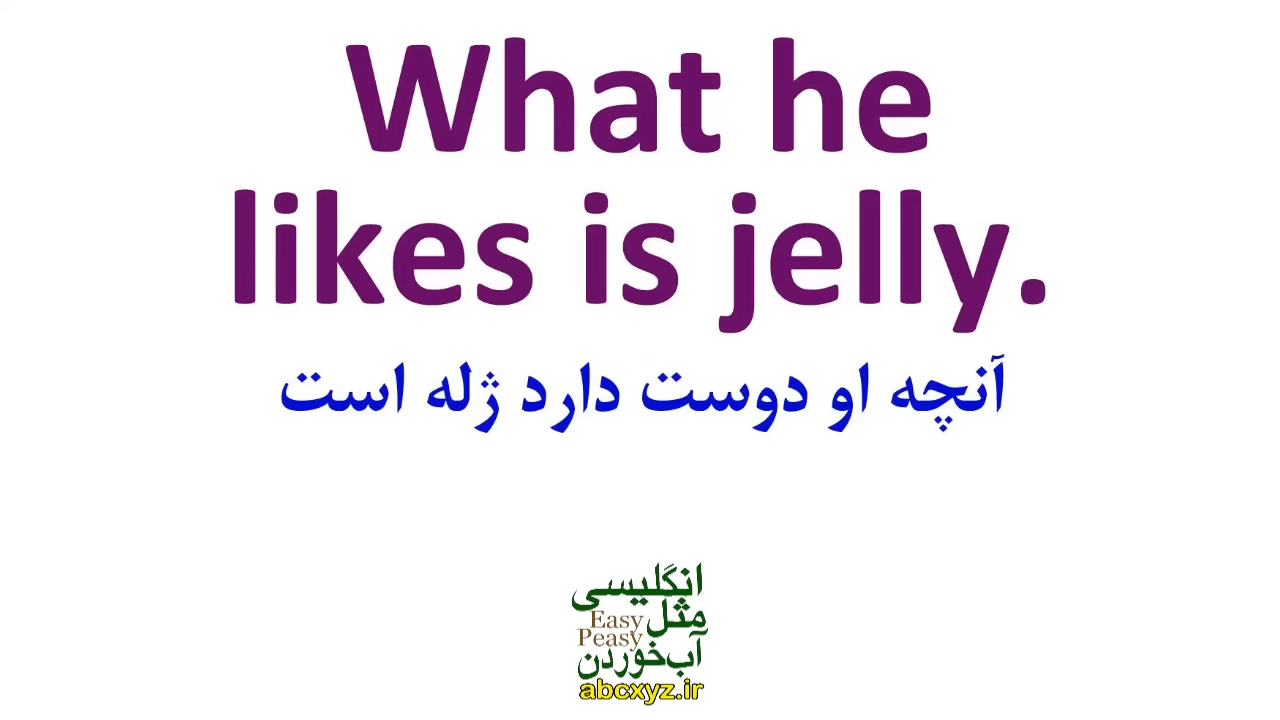 What he
likes is jelly.
آنچه او دوست دارد ژله است
انگلیسی
مثل
Easy
Peasy
آب‌خوردن
abcxyz.ir